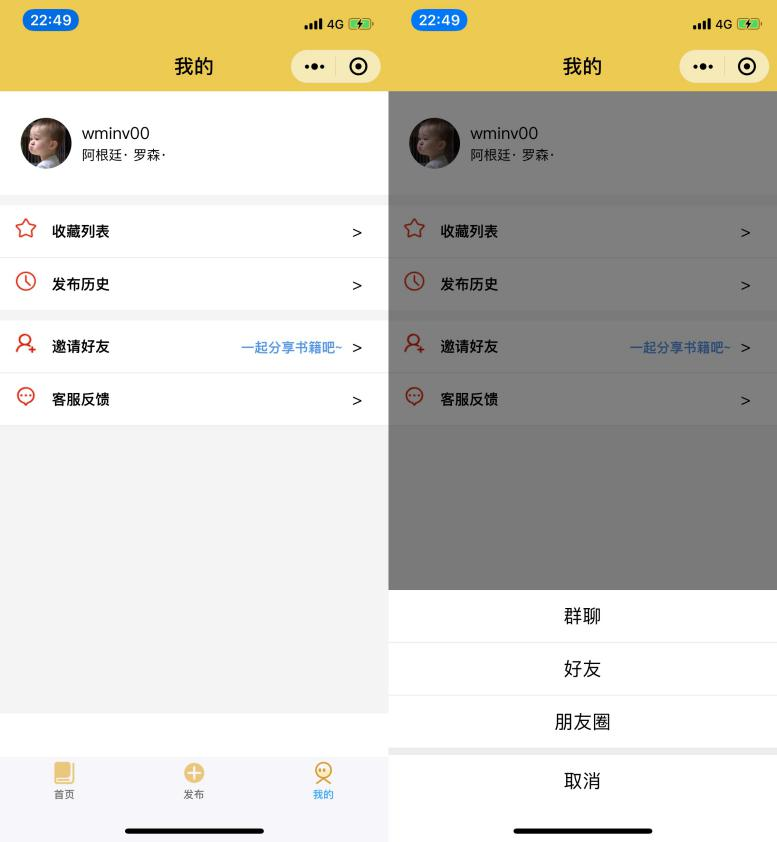 22:49
4G
我的
wminv00
阿根廷· 罗森·
收藏列表 >
发布历史 >
邀请好友 一起分享书籍吧~ >
客服反馈 >
首页 发布 我的
22:49
4G
我的
wminv00
阿根廷· 罗森·
收藏列表 >
发布历史 >
邀请好友 一起分享书籍吧~ >
客服反馈 >
群聊
好友
朋友圈
取消